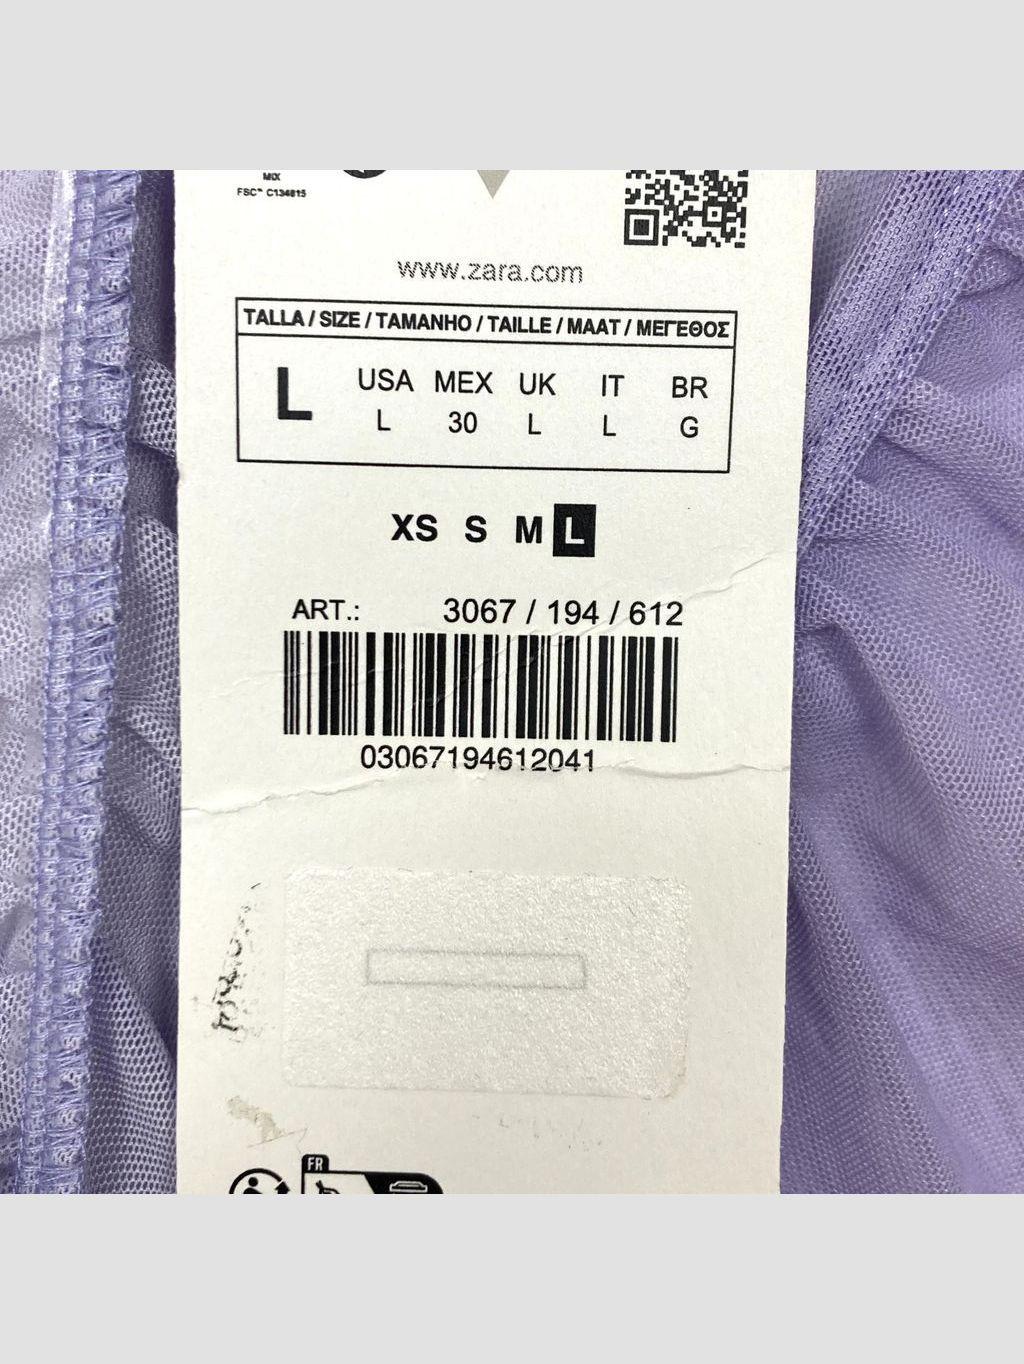 MIX
FSC™ C134815
www.zara.com
TALLA / SIZE / TAMANHO / TAILLE / MAAT / ΜΕΓΕΘΟΣ
L
USA MEX UK IT BR
L 30 L L G
XS S M L
ART.: 3067 / 194 / 612
03067194612041
FR